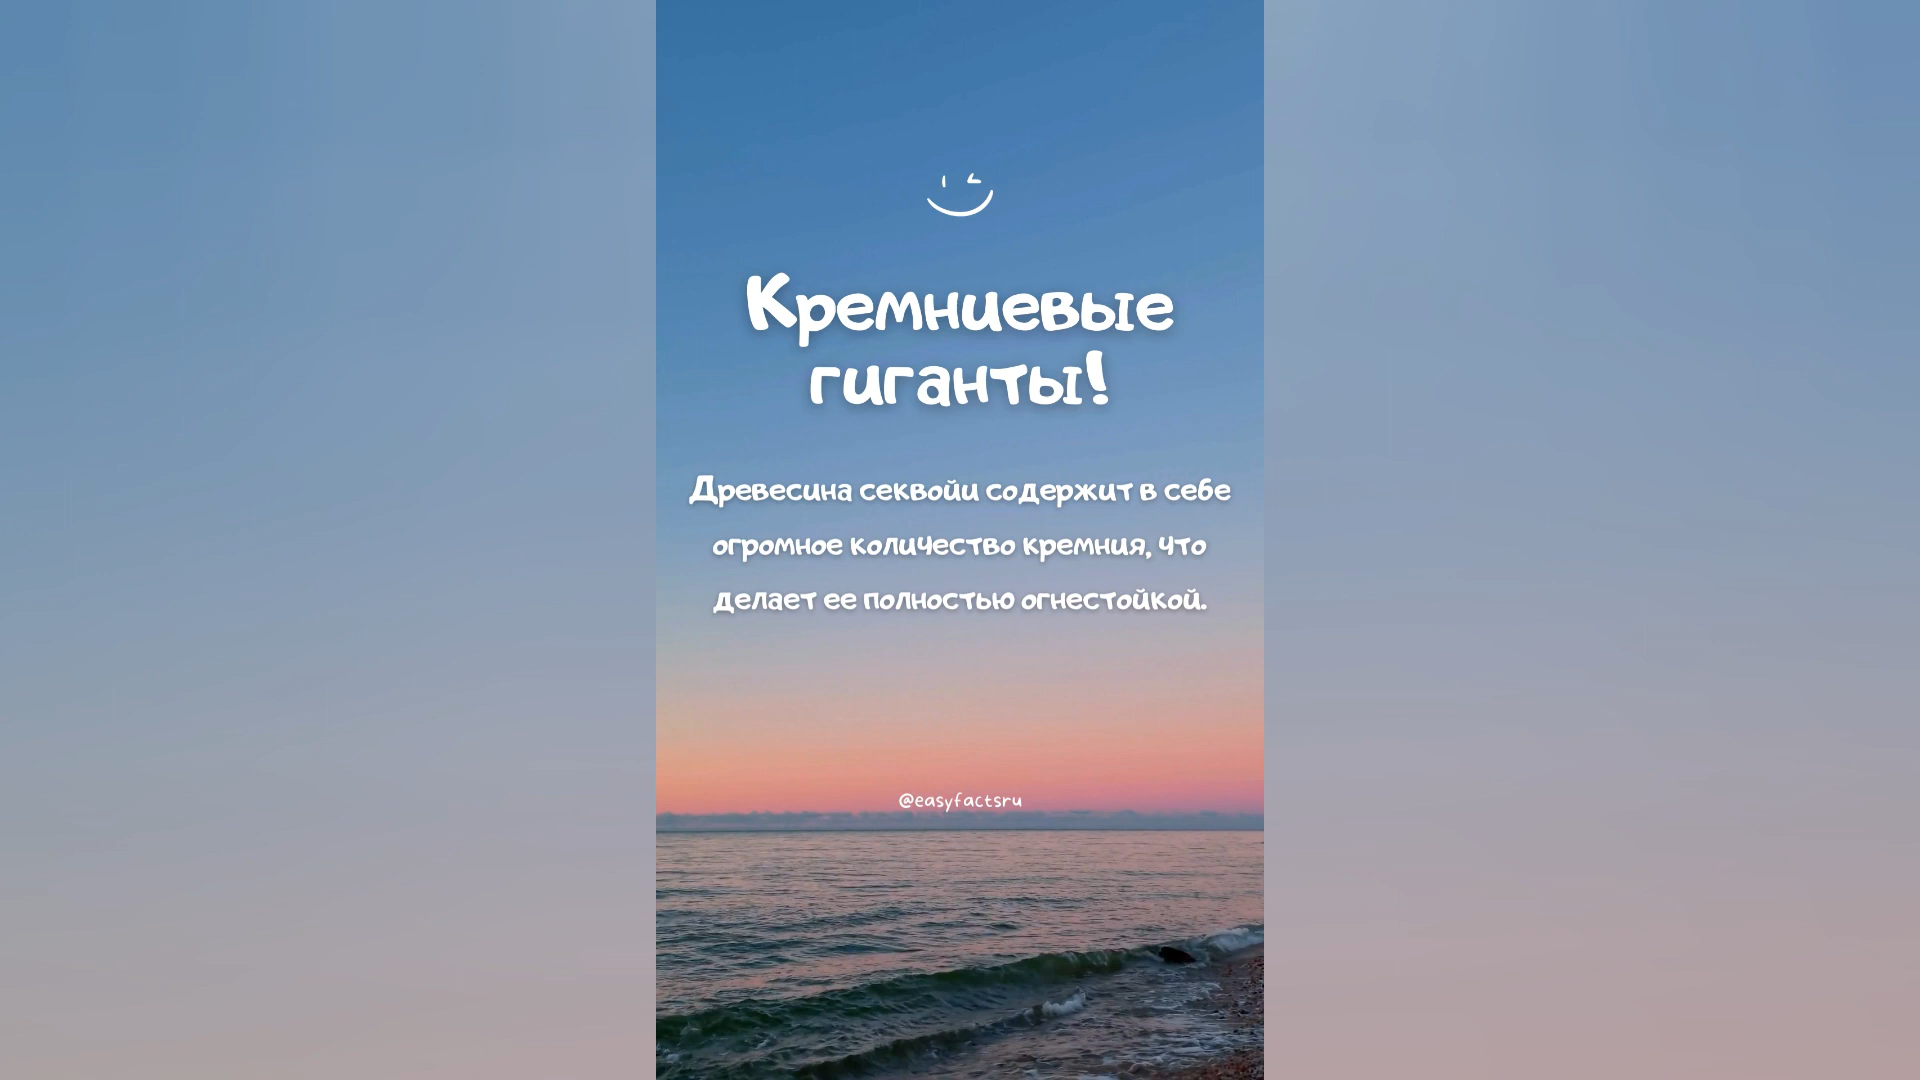 Кремниевые
гиганты!
Древесина секвойи содержит в себе
огромное количество кремния, что
делает ее полностью огнестойкой.
@easyfactsru